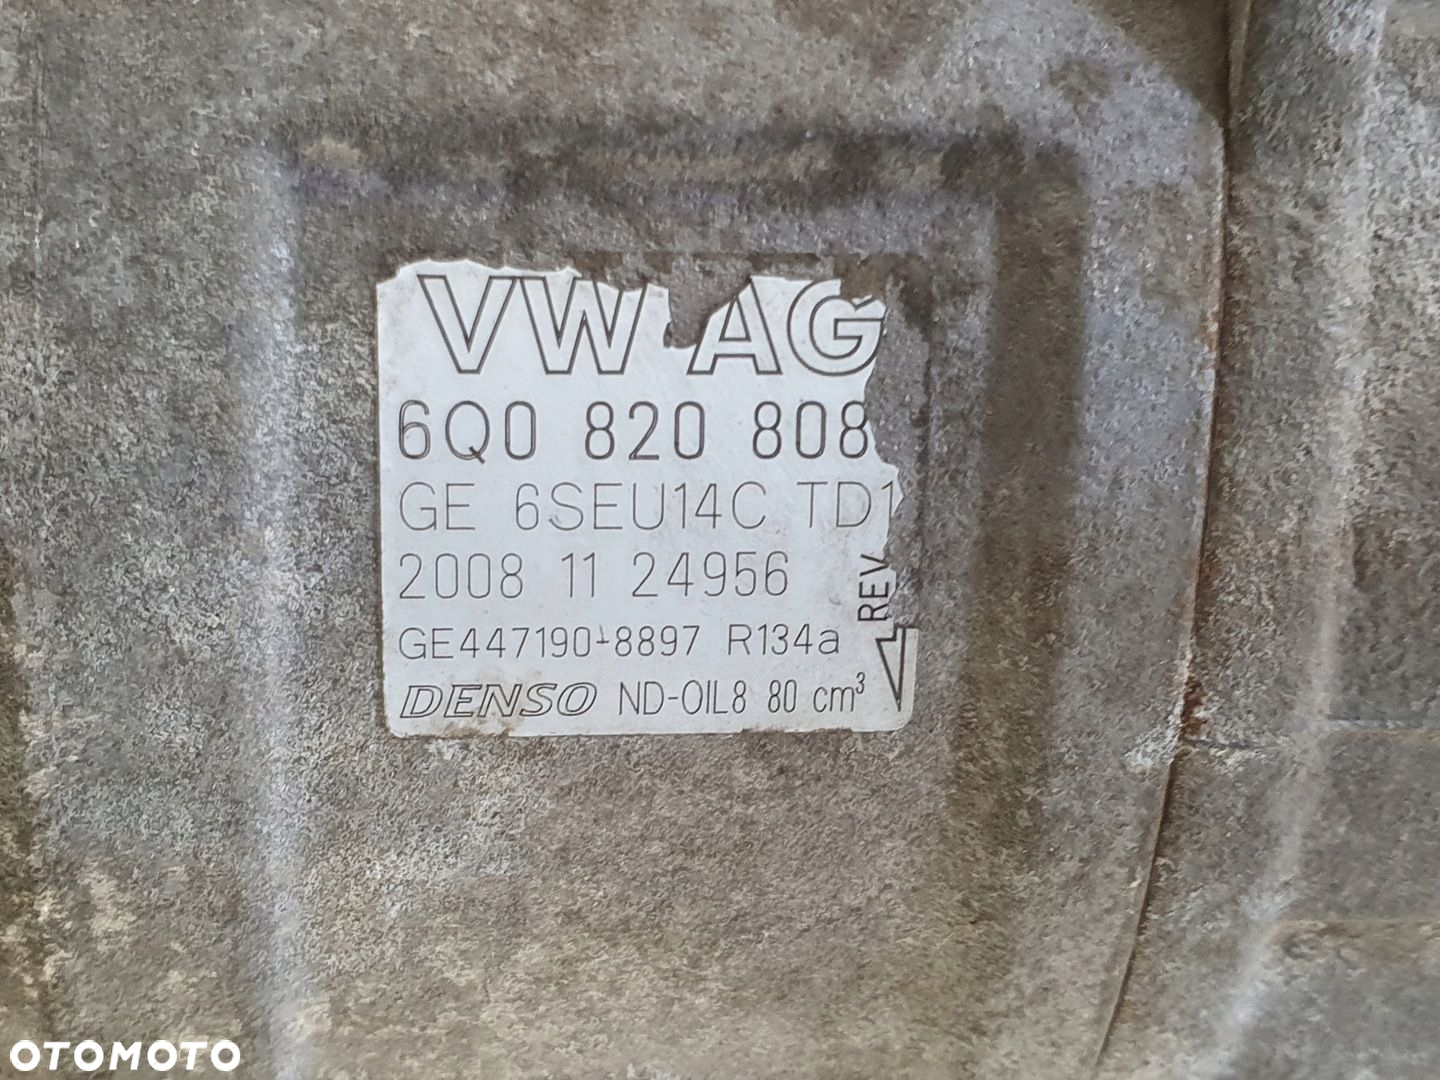 VW AG
6Q0 820 808
GE 6SEU14C TD1
2008 11 24956
REV
GE447190-8897 R134a
DENSO ND-OIL8 80 cm³
OTOMOTO